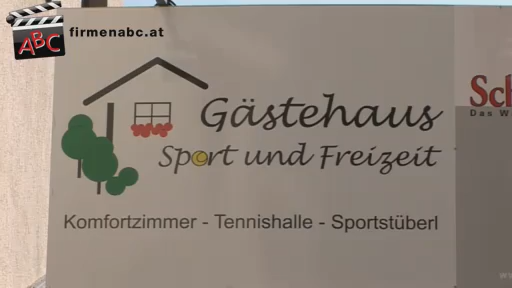 ABC
firmenabc.at
Gästehaus
Sport und Freizeit
Komfortzimmer - Tennishalle - Sportstüberl